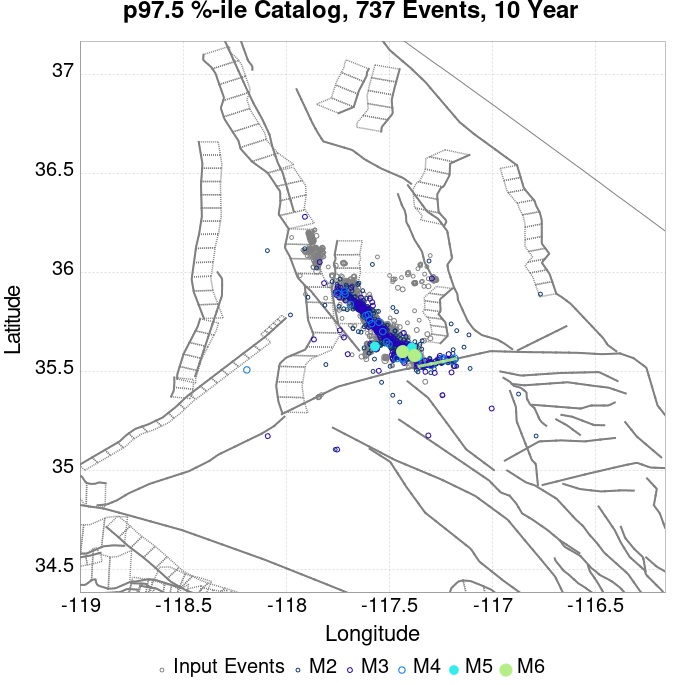 p97.5 %-ile Catalog, 737 Events, 10 Year
Latitude
37
36.5
36
35.5
35
34.5
-119 -118.5 -118 -117.5 -117 -116.5
Longitude
Input Events M2 M3 M4 M5 M6